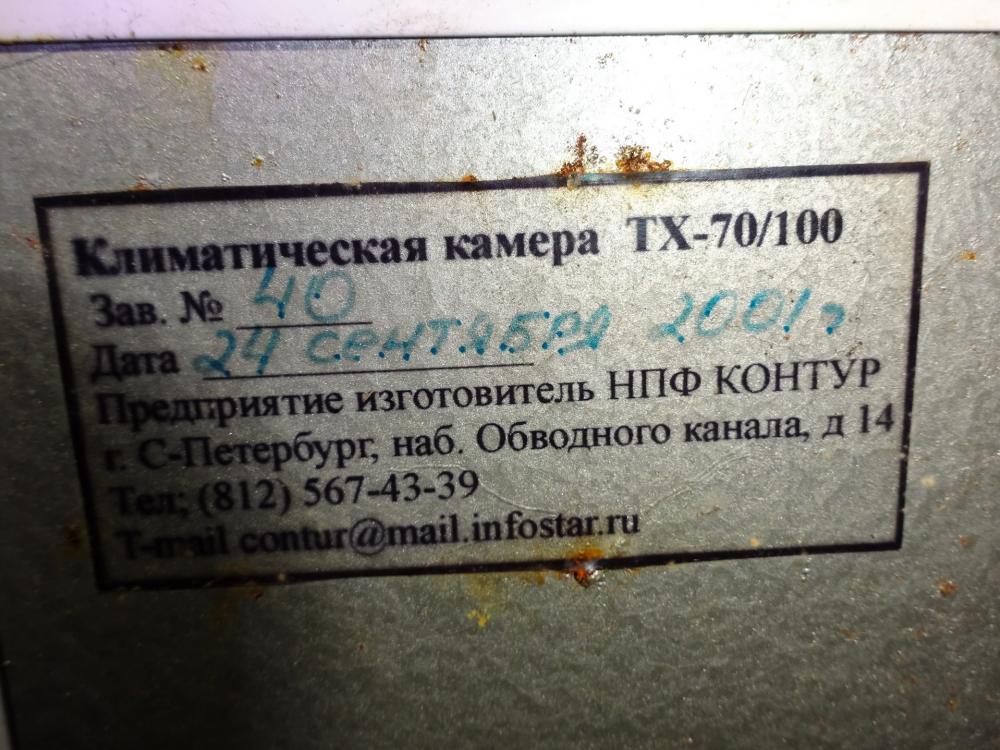 Климатическая камера ТХ-70/100
Зав. № 40
Дата 24 сентября 2001 г
Предприятие изготовитель НПФ КОНТУР
г. С-Петербург, наб. Обводного канала, д 14
Тел; (812) 567-43-39
T-mail contur@mail.infostar.ru